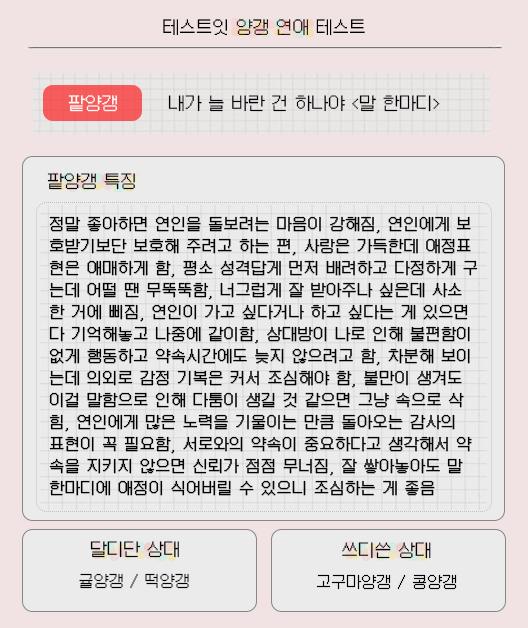 테스트잇 양갱 연애 테스트
팥양갱 내가 늘 바란 건 하나야 <말 한마디>
팥양갱 특징
정말 좋아하면 연인을 돌보려는 마음이 강해짐, 연인에게 보
호받기보단 보호해 주려고 하는 편, 사랑은 가득한데 애정표
현은 애매하게 함, 평소 성격답게 먼저 배려하고 다정하게 구
는데 어떨 땐 무뚝뚝함, 너그럽게 잘 받아주나 싶은데 사소
한 거에 삐짐, 연인이 가고 싶다거나 하고 싶다는 게 있으면
다 기억해놓고 나중에 같이함, 상대방이 나로 인해 불편함이
없게 행동하고 약속시간에도 늦지 않으려고 함, 차분해 보이
는데 의외로 감정 기복은 커서 조심해야 함, 불만이 생겨도
이걸 말함으로 인해 다툼이 생길 것 같으면 그냥 속으로 삭
힘, 연인에게 많은 노력을 기울이는 만큼 돌아오는 감사의
표현이 꼭 필요함, 서로와의 약속이 중요하다고 생각해서 약
속을 지키지 않으면 신뢰가 점점 무너짐, 잘 쌓아놓아도 말
한마디에 애정이 식어버릴 수 있으니 조심하는 게 좋음
달디단 상대
귤양갱 / 떡양갱
쓰디쓴 상대
고구마양갱 / 콩양갱